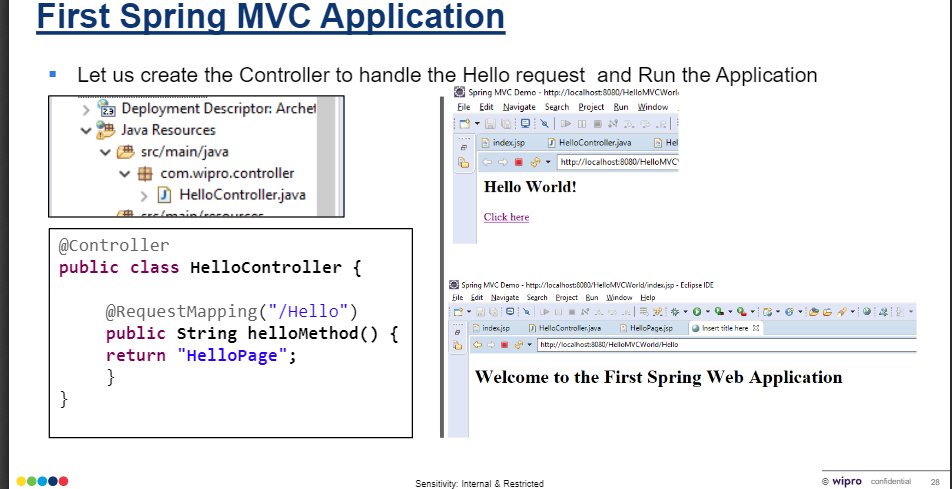 First Spring MVC Application
Let us create the Controller to handle the Hello request and Run the Application
Deployment Descriptor: Archet
Java Resources
src/main/java
com.wipro.controller
HelloController.java
src/main/resources
@Controller
public class HelloController {
@RequestMapping("/Hello")
public String helloMethod() {
return "HelloPage";
}
}
Spring MVC Demo - http://localhost:8080/HelloMVCWorl
File Edit Navigate Search Project Run Window
index.jsp HelloController.java Hel
http://localhost:8080/HelloMVC
Hello World!
Click here
Spring MVC Demo - http://localhost:8080/HelloMVCWorld/index.jsp - Eclipse IDE
File Edit Navigate Search Project Run Window Help
index.jsp HelloController.java HelloPage.jsp Insert title here
http://localhost:8080/HelloMVCWorld/Hello
Welcome to the First Spring Web Application
Sensitivity: Internal & Restricted
© wipro confidential 28